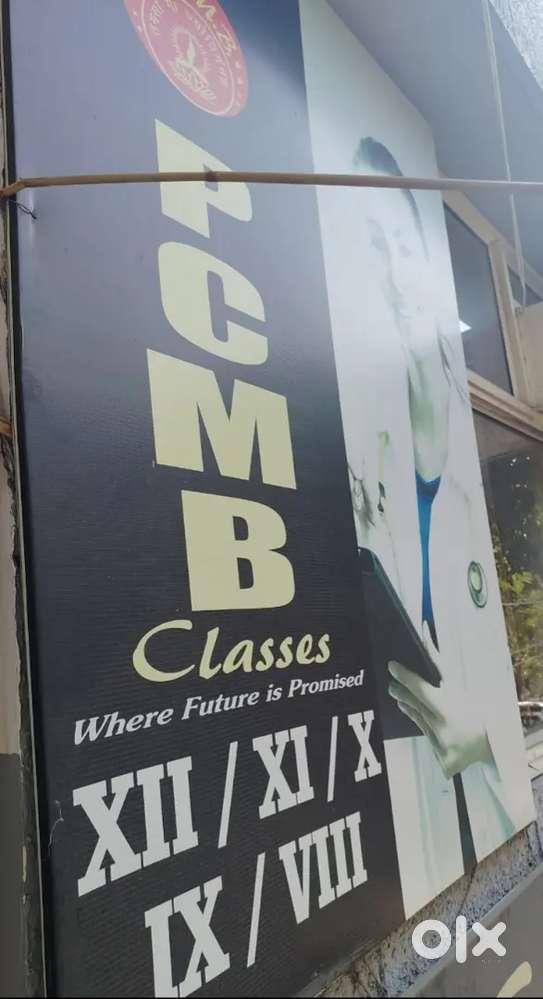 M.B
PCMB
Classes
Where Future is Promised
XII / XI / X
IX / VIII
olx